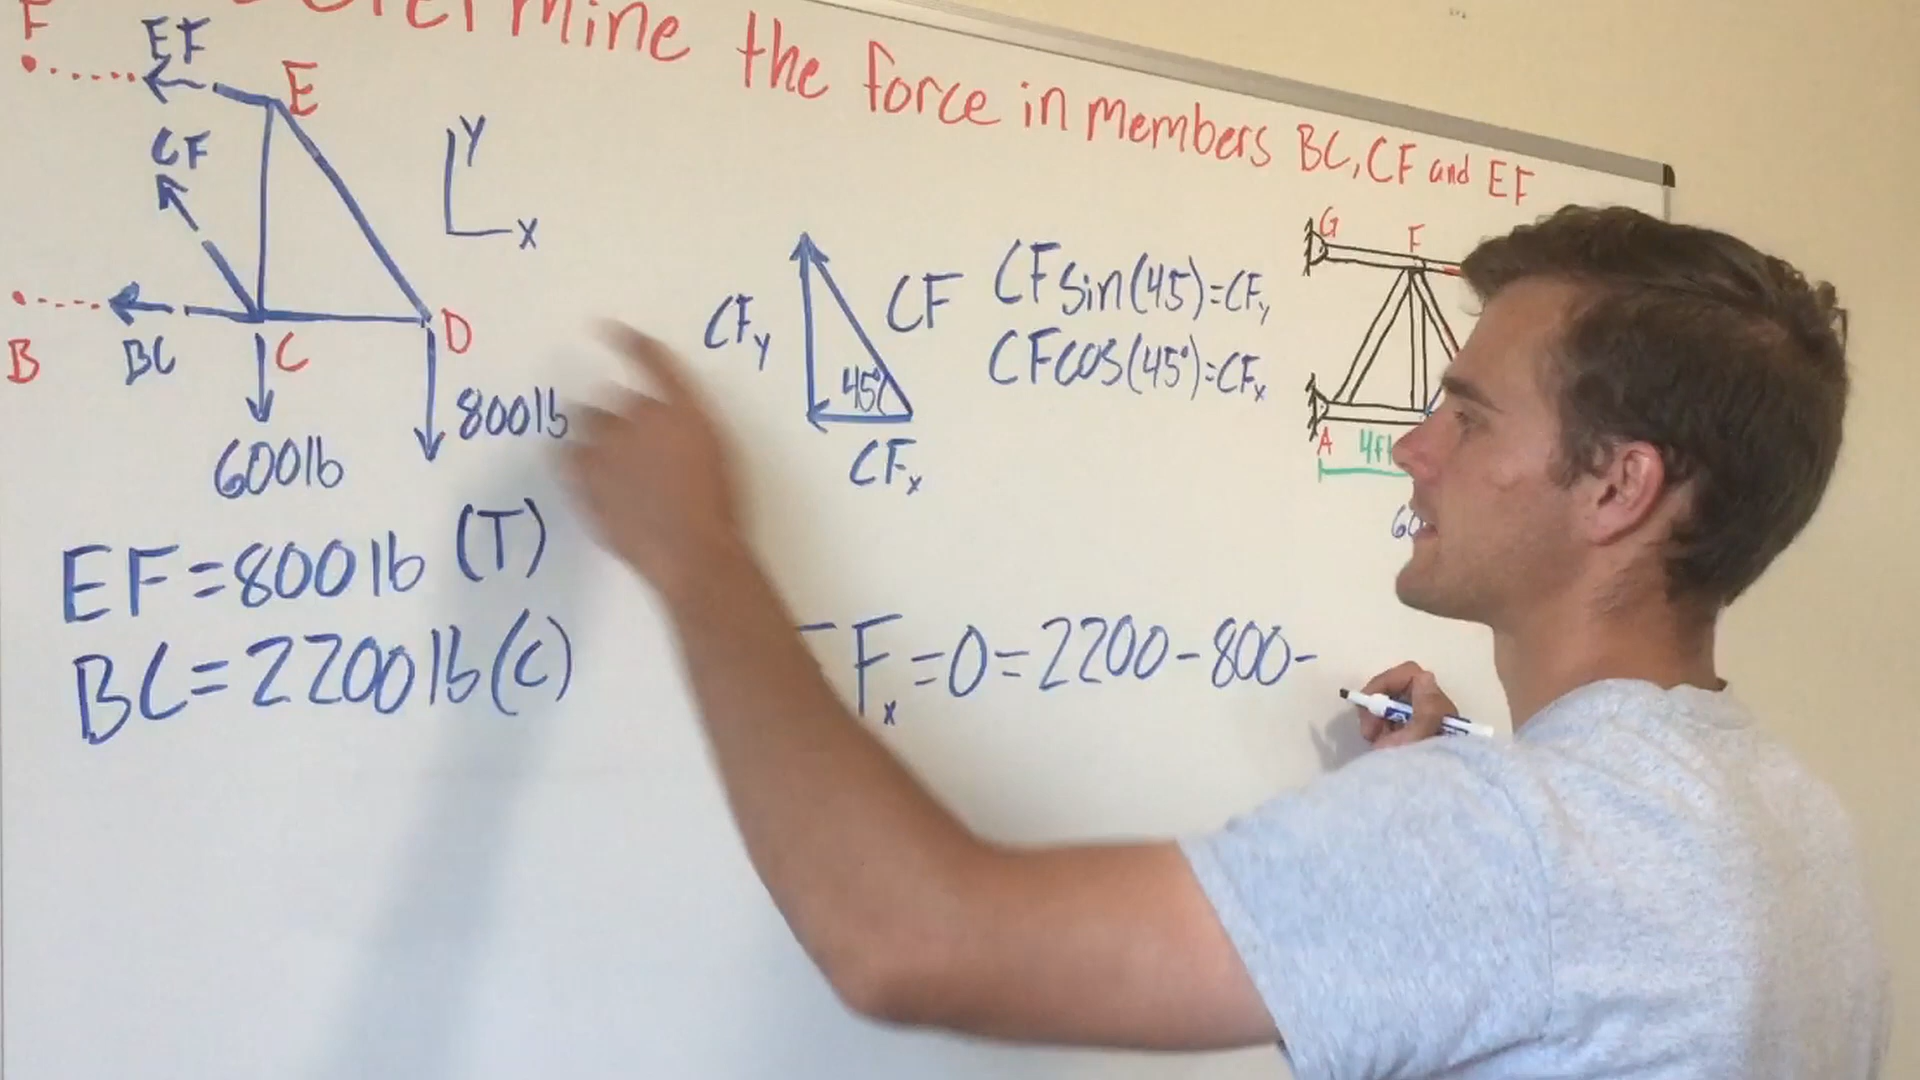 Determine the force in members BC, CF and EF
F
EF
E
CF
Y
X
B
BC
C
D
600lb
800lb
CFy
CF
45°
CFx
CF sin(45)=CFy
CF cos(45°)=CFx
G
F
A
4ft
EF=800lb (T)
BC=2200lb (C)
Fx=0=2200-800-